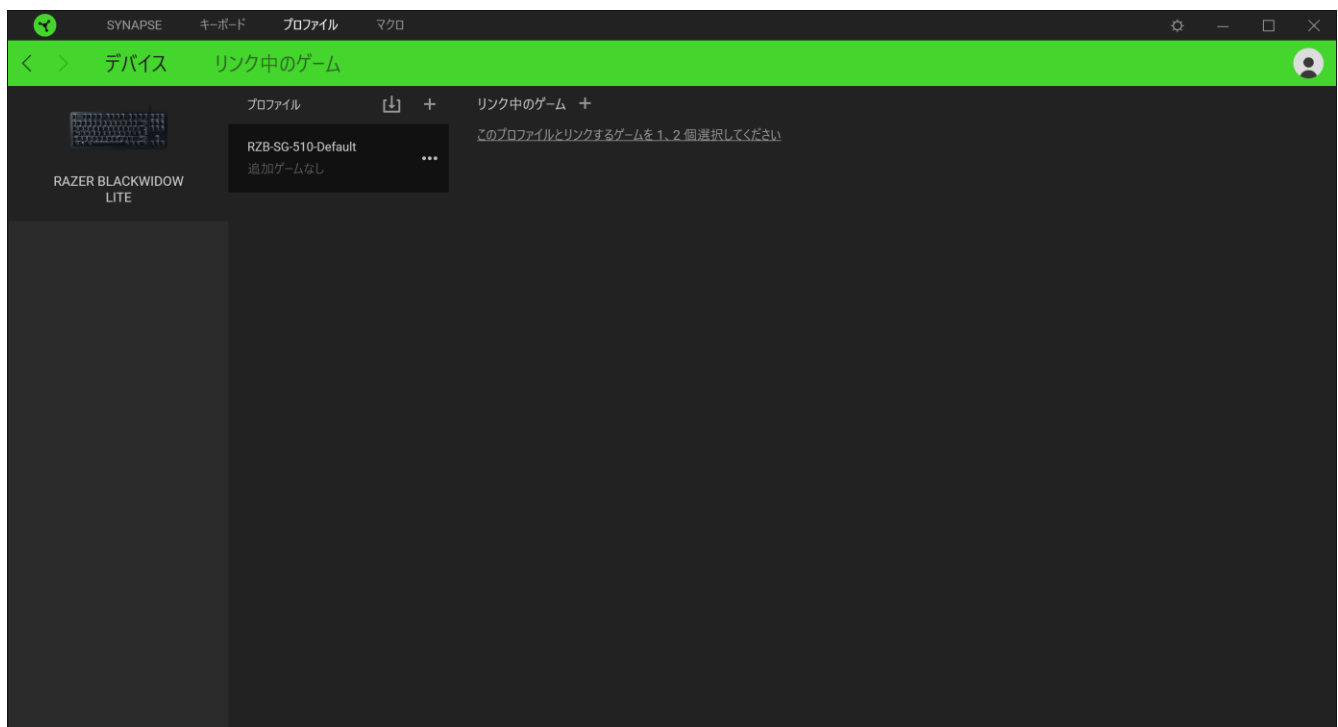 SYNAPSE キーボード プロファイル マクロ
デバイス リンク中のゲーム
プロファイル
リンク中のゲーム
RZB-SG-510-Default
追加ゲームなし
このプロファイルとリンクするゲームを 1、2 個選択してください
RAZER BLACKWIDOW
LITE